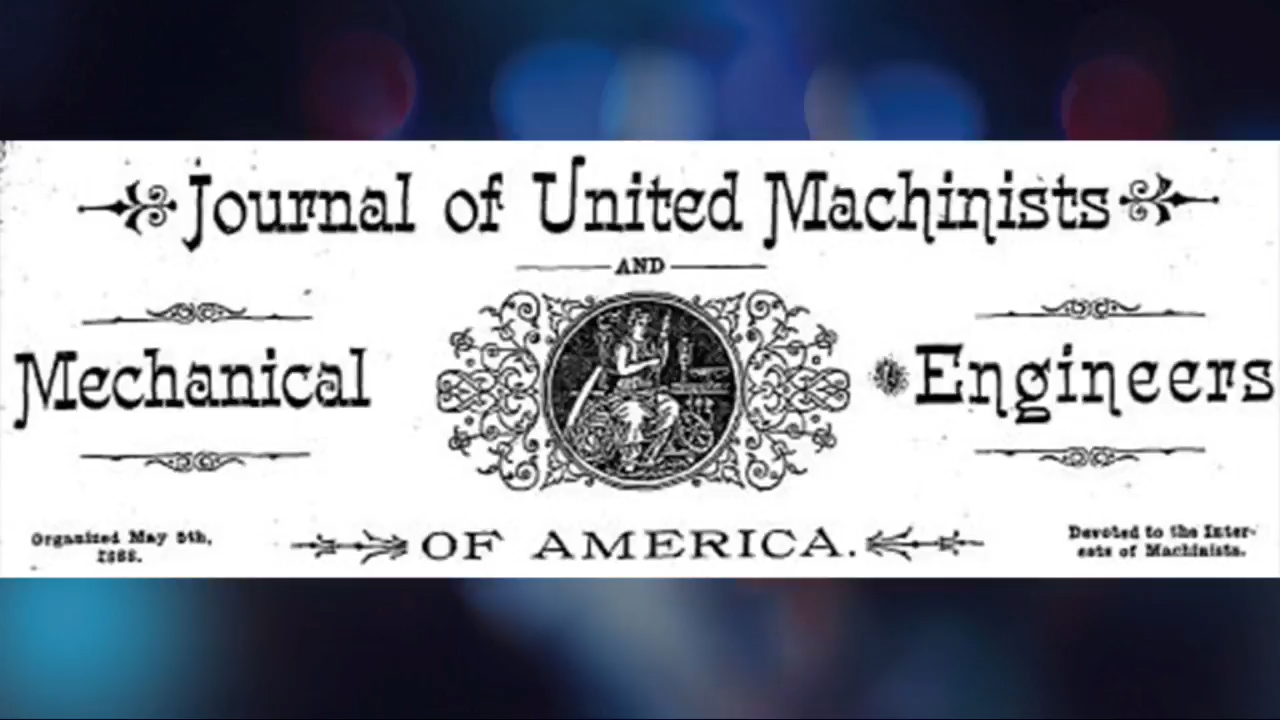 Journal of United Machinists
AND
Mechanical Engineers
OF AMERICA.
Organized May 5th,
1888.
Devoted to the Inter-
ests of Machinists.